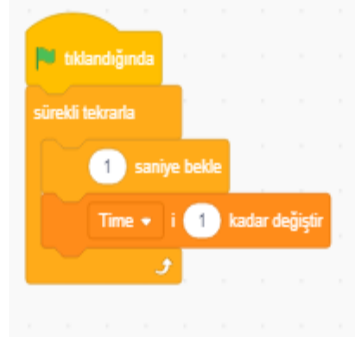 tıklandığında
sürekli tekrarla
1 saniye bekle
Time i 1 kadar değiştir